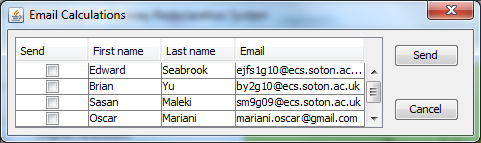 Email Calculations
Send First name Last name Email
Edward Seabrook ejfs1g10@ecs.soton.ac...
Brian Yu by2g10@ecs.soton.ac.uk
Sasan Maleki sm9g09@ecs.soton.ac.uk
Oscar Mariani mariani.oscar@gmail.com
Send
Cancel